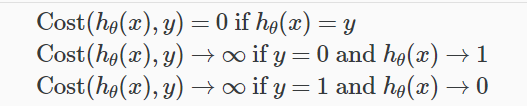 Cost(hθ(x), y) = 0 if hθ(x) = y
Cost(hθ(x), y) → ∞ if y = 0 and hθ(x) → 1
Cost(hθ(x), y) → ∞ if y = 1 and hθ(x) → 0